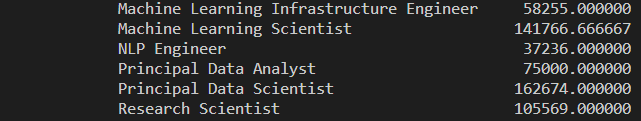 Machine Learning Infrastructure Engineer 58255.000000
Machine Learning Scientist 141766.666667
NLP Engineer 37236.000000
Principal Data Analyst 75000.000000
Principal Data Scientist 162674.000000
Research Scientist 105569.000000